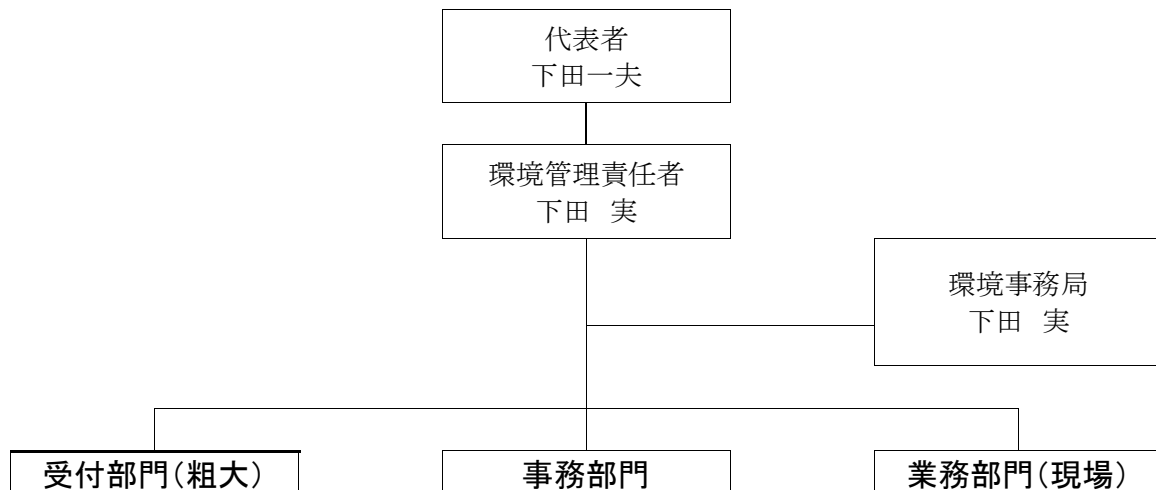 代表者
下田一夫
環境管理責任者
下田 実
環境事務局
下田 実
受付部門(粗大)
事務部門
業務部門(現場)